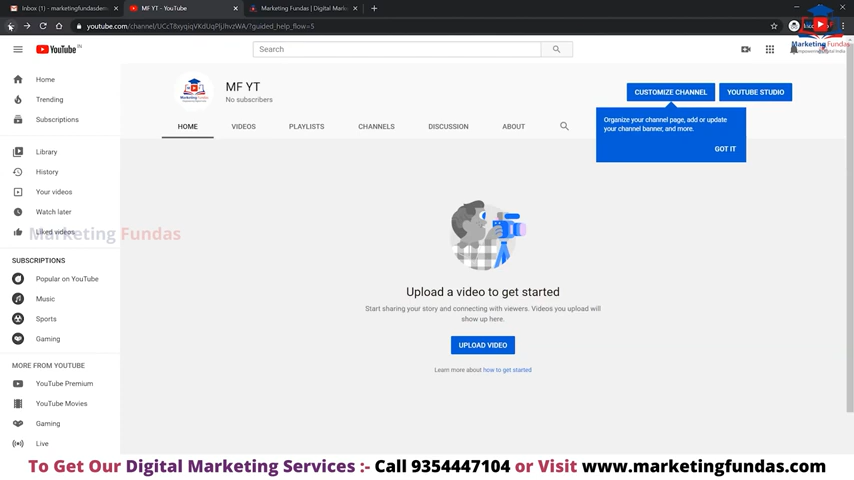 Inbox (1) - marketingfundasdem
MF YT - YouTube
Marketing Fundas | Digital Marke
youtube.com/channel/UCcT8xyqiqVKdUqPljJhvzWA/?guided_help_flow=5
YouTube IN
Search
Marketing Fundas
Empowering Digital India
Home
Trending
Subscriptions
Library
History
Your videos
Watch later
Liked videos
SUBSCRIPTIONS
Popular on YouTube
Music
Sports
Gaming
MORE FROM YOUTUBE
YouTube Premium
YouTube Movies
Gaming
Live
Marketing Fundas
MF YT
No subscribers
CUSTOMIZE CHANNEL
YOUTUBE STUDIO
Organize your channel page, add or update
your channel banner, and more.
GOT IT
HOME VIDEOS PLAYLISTS CHANNELS DISCUSSION ABOUT
Upload a video to get started
Start sharing your story and connecting with viewers. Videos you upload will
show up here.
UPLOAD VIDEO
Learn more about how to get started
To Get Our Digital Marketing Services :- Call 9354447104 or Visit www.marketingfundas.com